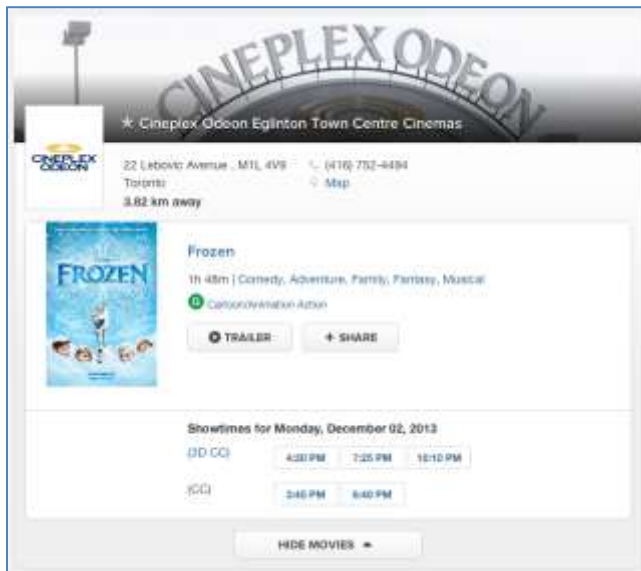 CINEPLEX ODEON
★ Cineplex Odeon Eglinton Town Centre Cinemas
CINEPLEX
ODEON
22 Lebovic Avenue , M1L 4V9
Toronto
3.82 km away
(416) 752-4494
Map
FROZEN
Frozen
1h 48m | Comedy, Adventure, Family, Fantasy, Musical
G Cartoon/Animation Action
TRAILER
+ SHARE
Showtimes for Monday, December 02, 2013
(3D CC)
4:30 PM 7:25 PM 10:10 PM
(CC)
3:45 PM 6:40 PM
HIDE MOVIES